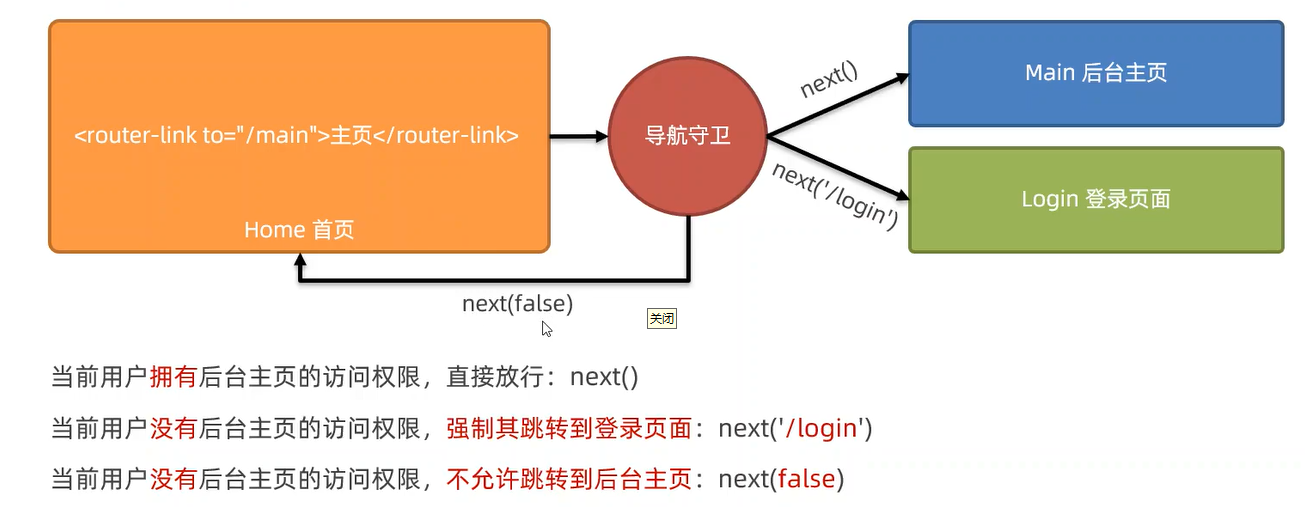 <router-link to="/main">主页</router-link>
Home 首页
导航守卫
next()
next('/login')
Main 后台主页
Login 登录页面
next(false)
关闭
当前用户拥有后台主页的访问权限，直接放行：next()
当前用户没有后台主页的访问权限，强制其跳转到登录页面：next('/login')
当前用户没有后台主页的访问权限，不允许跳转到后台主页：next(false)